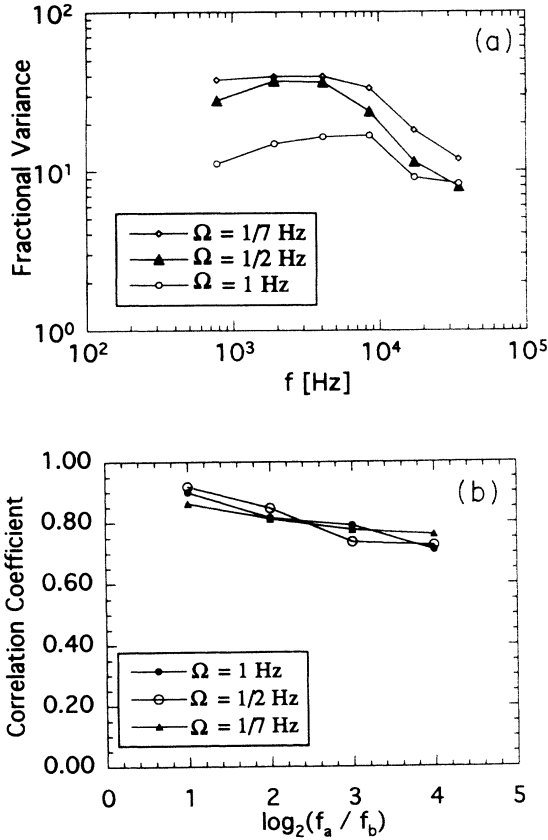 10²
(a)
Fractional Variance
10¹
Ω = 1/7 Hz
Ω = 1/2 Hz
Ω = 1 Hz
10⁰
10² 10³ 10⁴ 10⁵
f [Hz]
1.00
(b)
0.80
Correlation Coefficient
0.60
0.40
Ω = 1 Hz
0.20
Ω = 1/2 Hz
Ω = 1/7 Hz
0.00
0 1 2 3 4 5
log₂(fₐ / f_b)